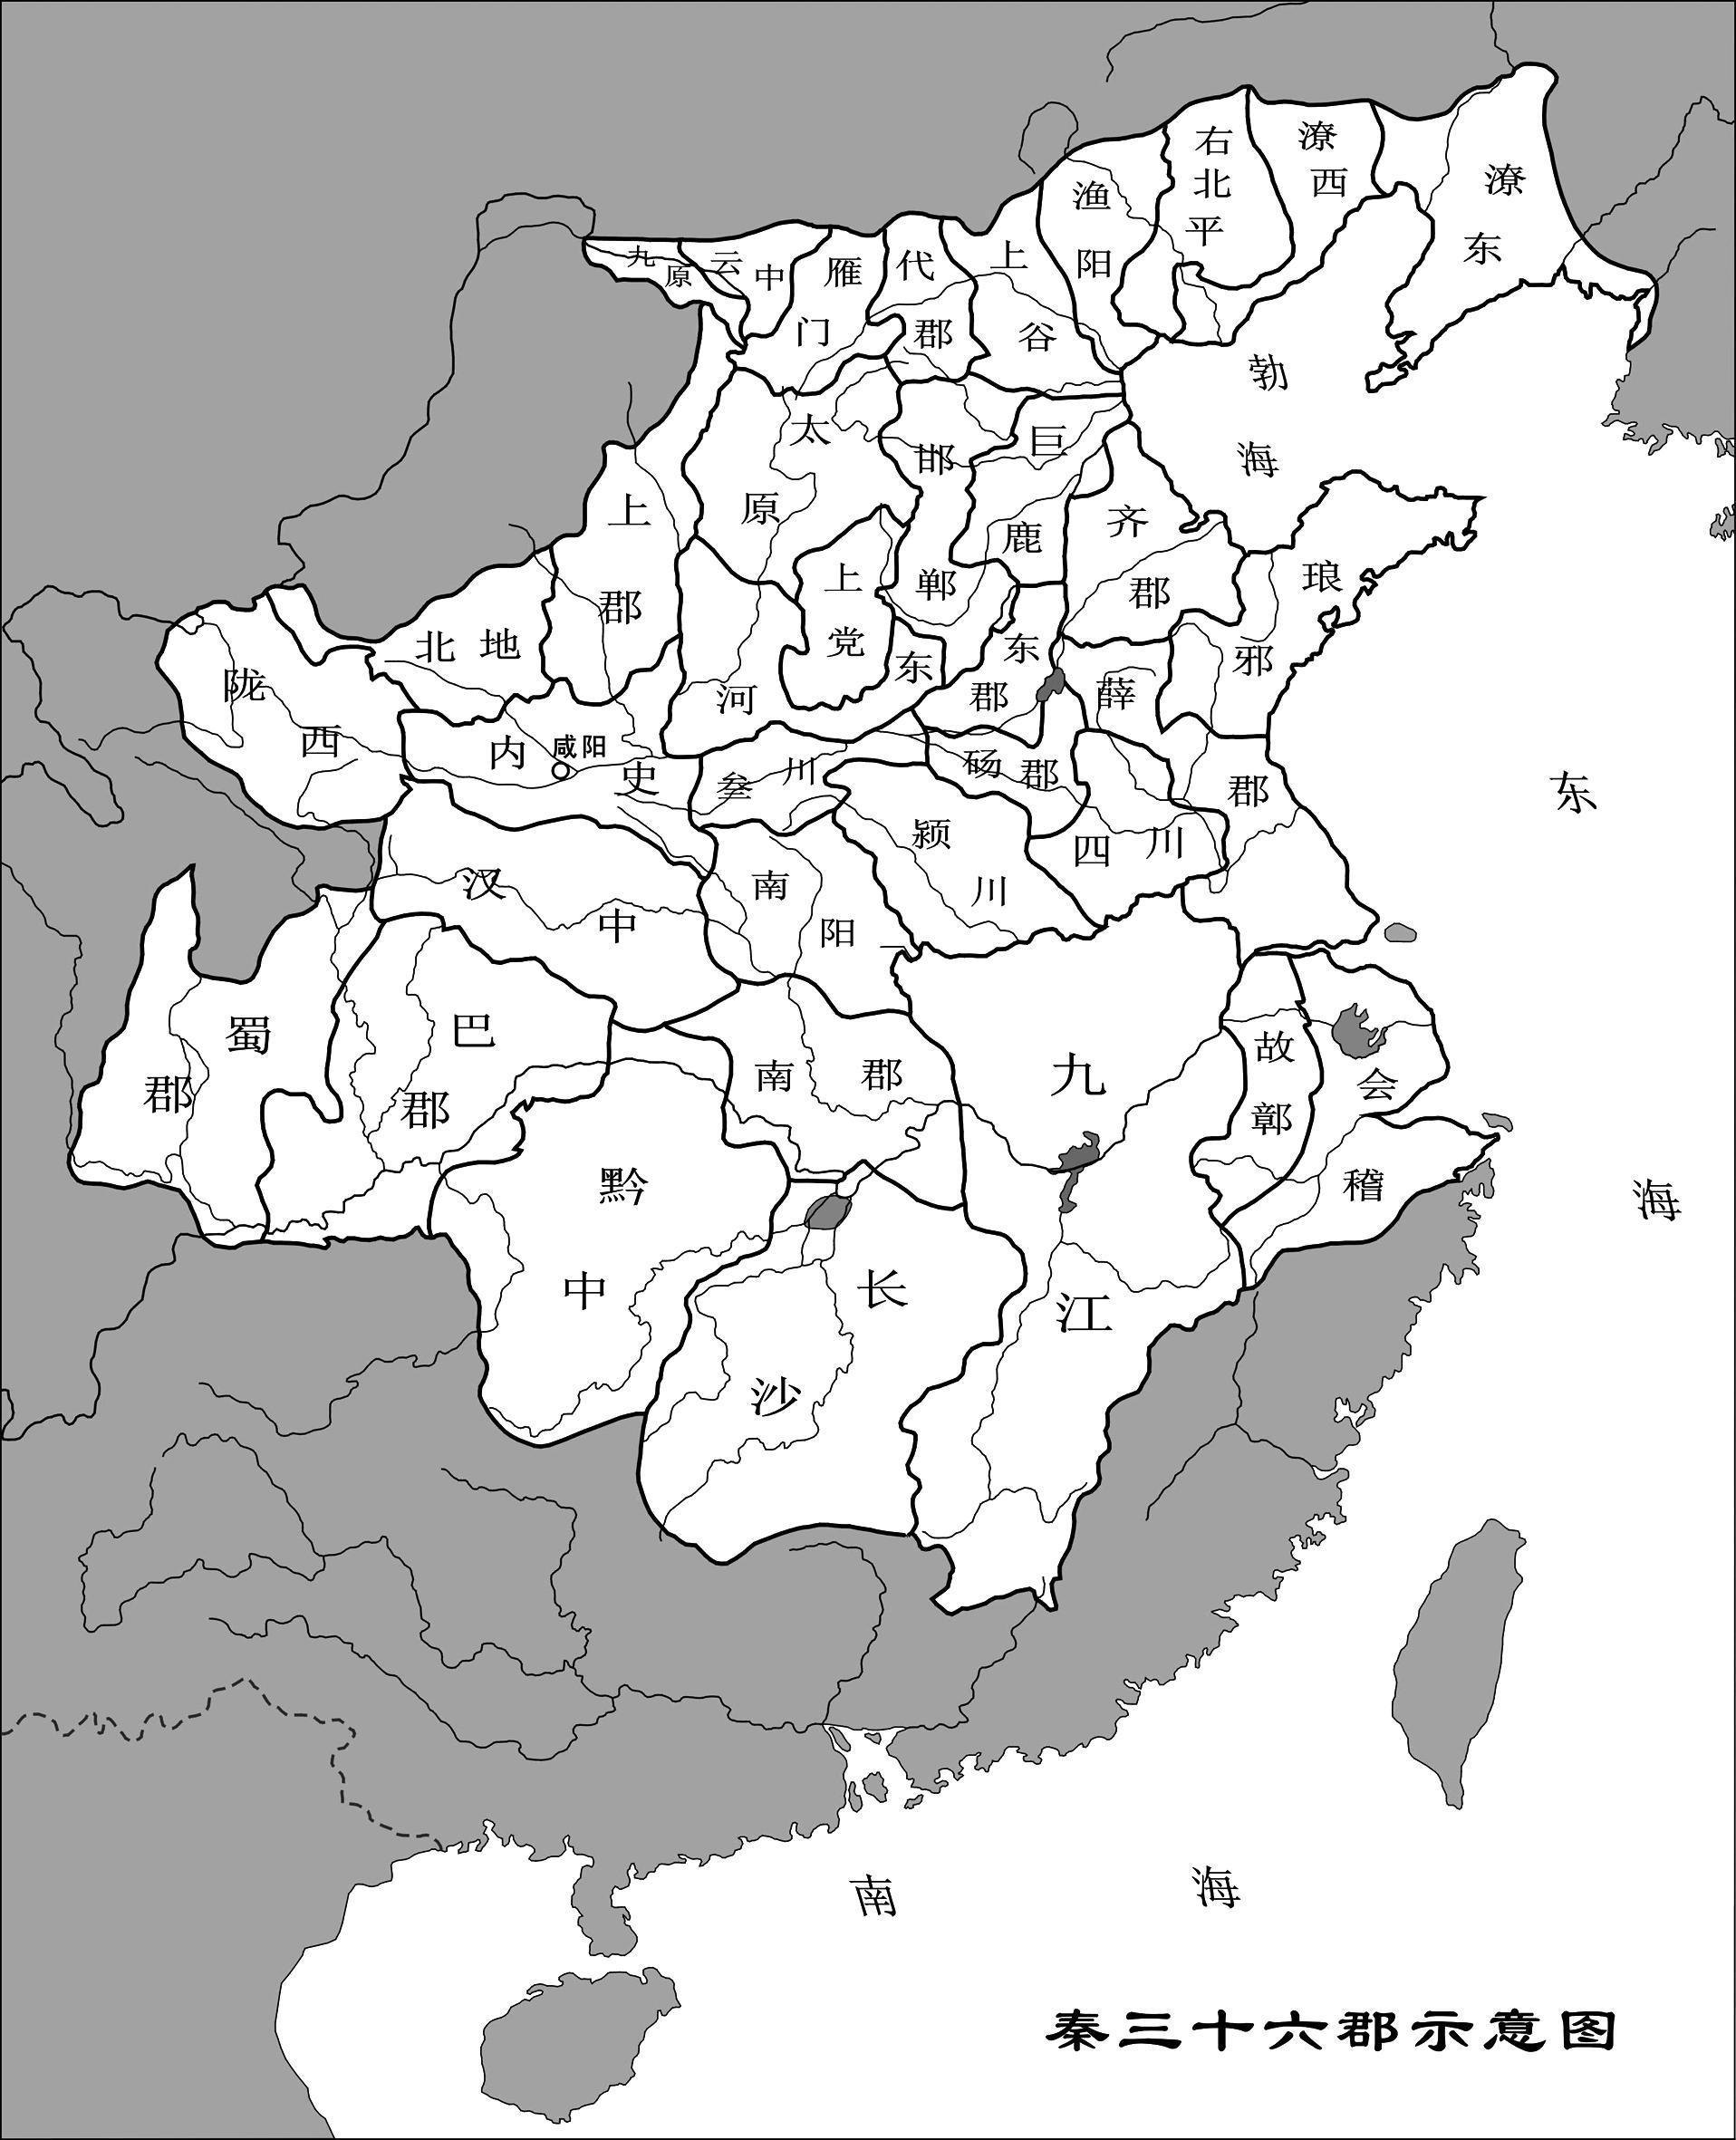 右北平
潦西
潦东
渔阳
上谷
代郡
雁门
云中
九原
勃海
太原
邯郸
巨鹿
上郡
上党
齐郡
琅邪
北地
陇西
河东
东郡
薛郡
内史
咸阳
叁川
砀郡
四川
颍川
东海
郡
汉中
南阳
蜀郡
巴郡
南郡
九江
故鄣
会稽
黔中
长沙
南海
秦三十六郡示意图